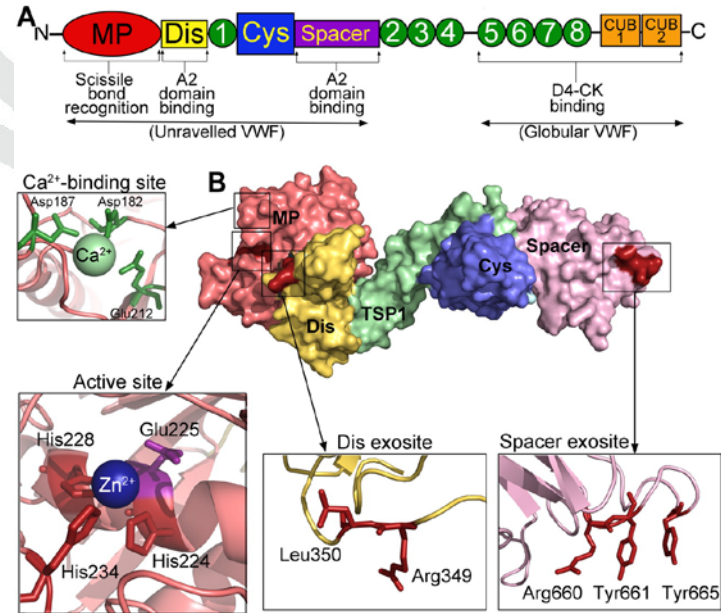 A
N
MP
Dis
1
Cys
Spacer
2
3
4
5
6
7
8
CUB
1
CUB
2
C
Scissile
bond
recognition
A2
domain
binding
A2
domain
binding
D4-CK
binding
(Unravelled VWF)
(Globular VWF)
Ca²⁺-binding site
Asp187
Asp182
Ca²⁺
Glu212
B
MP
Dis
TSP1
Cys
Spacer
Active site
His228
Glu225
Zn²⁺
His224
His234
Dis exosite
Leu350
Arg349
Spacer exosite
Arg660
Tyr661
Tyr665